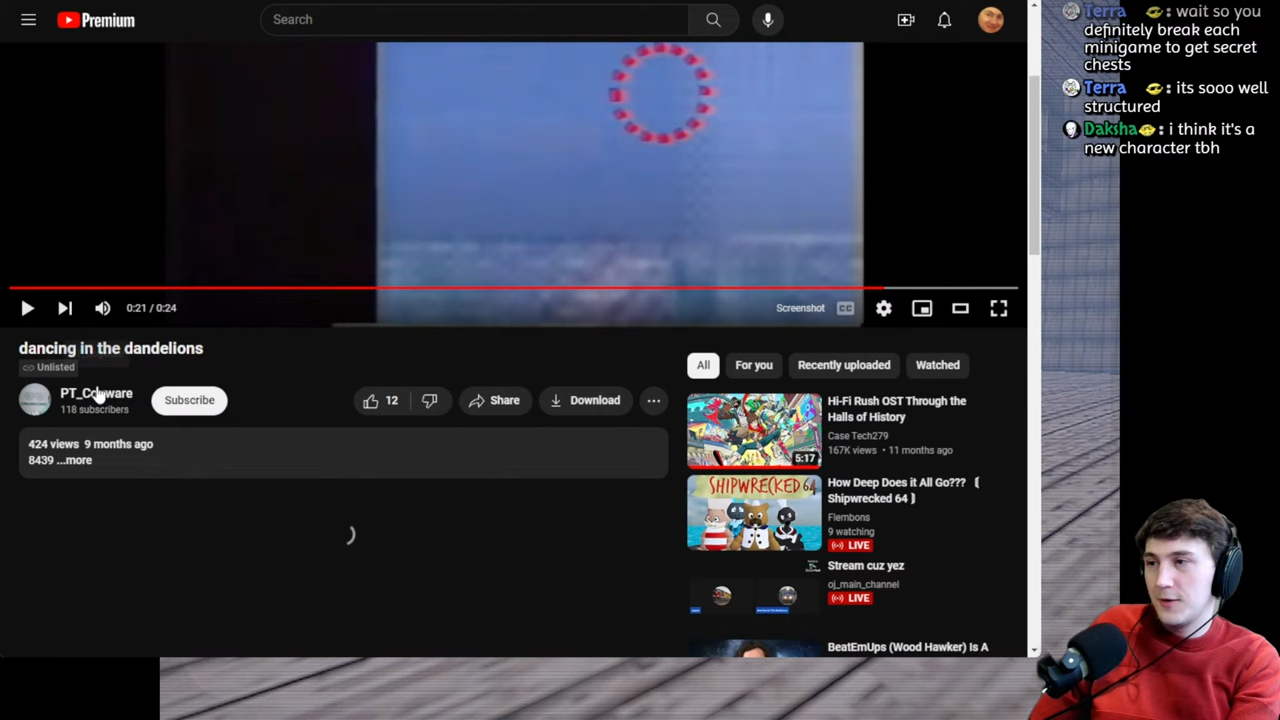 Premium
Search
Terra : wait so you
definitely break each
minigame to get secret
chests
Terra : its sooo well
structured
Daksha : i think it's a
new character tbh
0:21 / 0:24
Screenshot
CC
dancing in the dandelions
Unlisted
118 subscribers
Subscribe
12
Share
Download
424 views 9 months ago
8439 ...more
All
For you
Recently uploaded
Watched
Hi-Fi Rush OST Through the
Halls of History
Case Tech279
167K views • 11 months ago
5:17
SHIPWRECKED 64
How Deep Does it All Go??? 〘
Shipwrecked 64 〙
Flembons
9 watching
LIVE
Stream cuz yez
oj_main_channel
LIVE
BeatEmUps (Wood Hawker) Is A